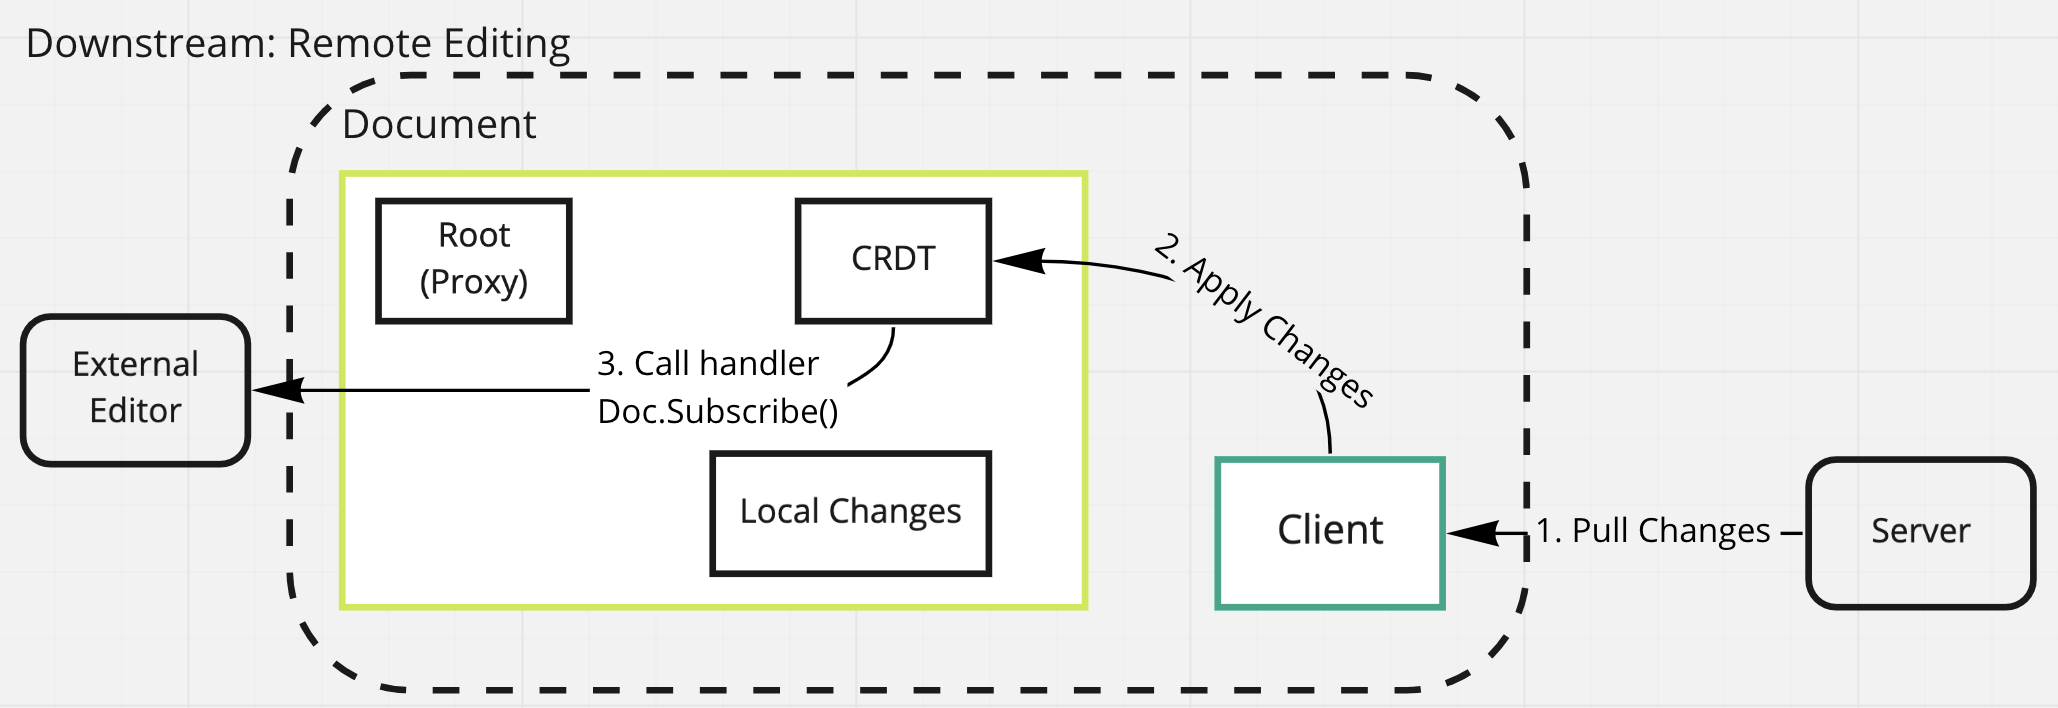 Downstream: Remote Editing
Document
Root
(Proxy)
CRDT
2. Apply Changes
External
Editor
3. Call handler
Doc.Subscribe()
Local Changes
Client
1. Pull Changes
Server